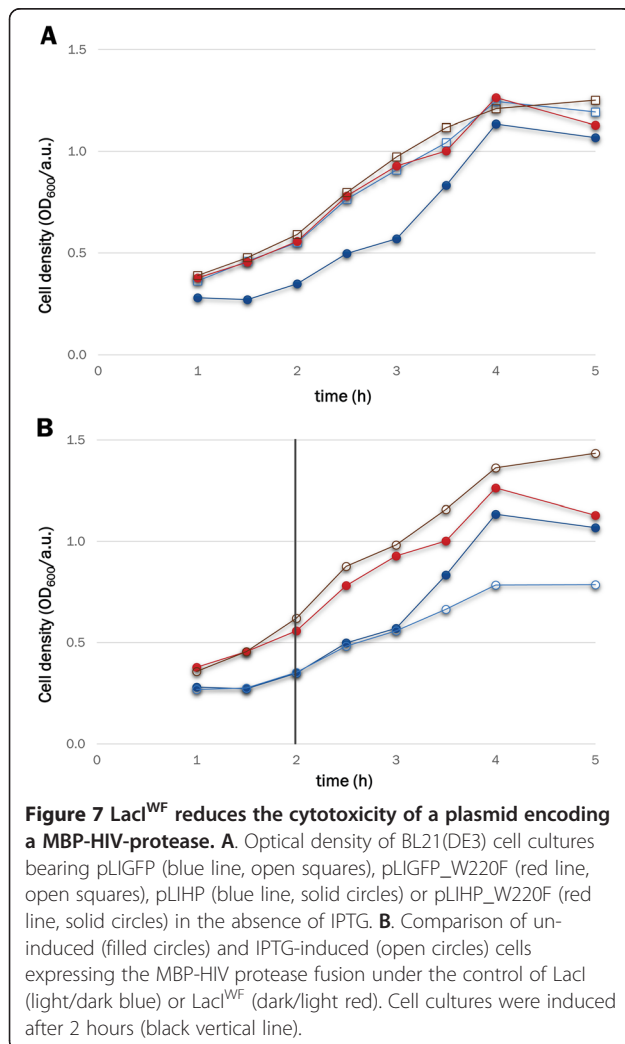 A
1.5
1.0
0.5
0.0
Cell density (OD600/a.u.)
0 1 2 3 4 5
time (h)
B
1.5
1.0
0.5
0.0
Cell density (OD600/a.u.)
0 1 2 3 4 5
time (h)
Figure 7 LacI^WF reduces the cytotoxicity of a plasmid encoding
a MBP-HIV-protease. A. Optical density of BL21(DE3) cell cultures
bearing pLIGFP (blue line, open squares), pLIGFP_W220F (red line,
open squares), pLIHP (blue line, solid circles) or pLIHP_W220F (red
line, solid circles) in the absence of IPTG. B. Comparison of un-
induced (filled circles) and IPTG-induced (open circles) cells
expressing the MBP-HIV protease fusion under the control of LacI
(light/dark blue) or LacI^WF (dark/light red). Cell cultures were induced
after 2 hours (black vertical line).